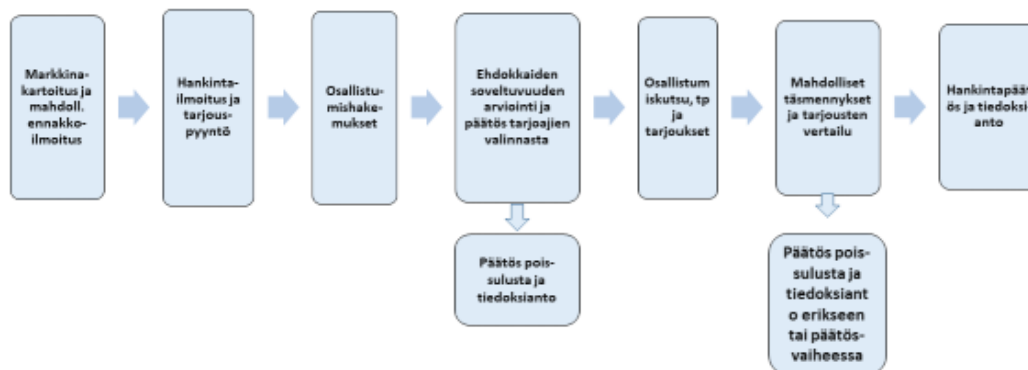 Markkina-
kartoitus ja
mahdoll.
ennakko-
ilmoitus
Hankinta-
ilmoitus ja
tarjous-
pyyntö
Osallistu-
mishake-
mukset
Ehdokkaiden
soveltuvuuden
arviointi ja
päätös tarjoajien
valinnasta
Osallistum
iskutsu, tp
ja
tarjoukset
Mahdolliset
täsmennykset
ja tarjousten
vertailu
Hankintapäät
ös ja tiedoksi
anto
Päätös pois-
sulusta ja
tiedoksianto
Päätös pois-
sulusta ja
tiedoksiant
o erikseen
tai päätös-
vaiheessa